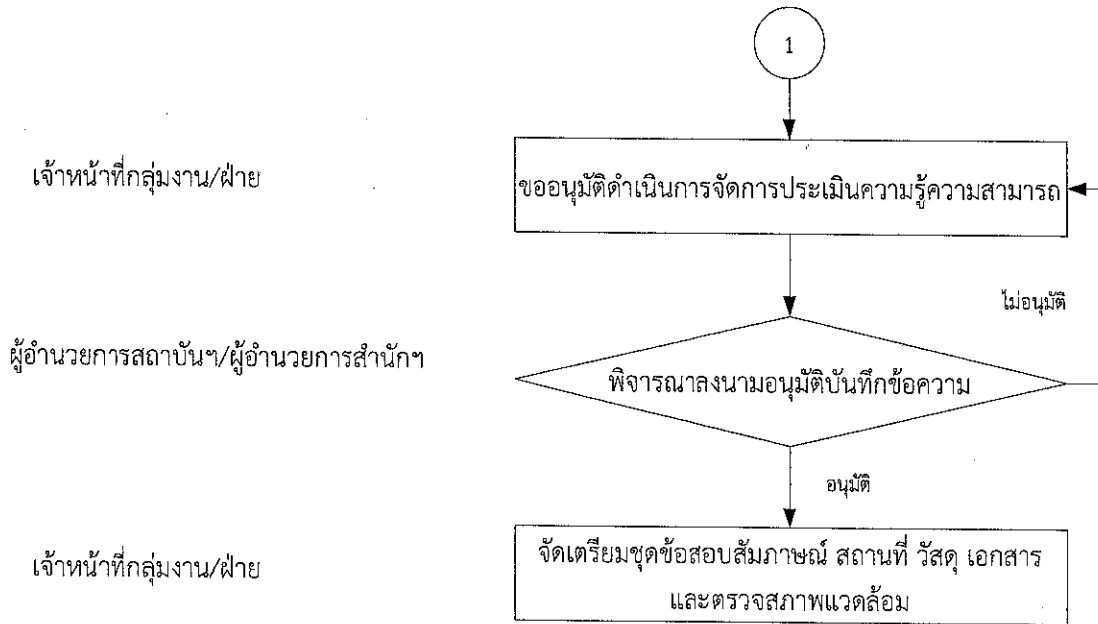 1
เจ้าหน้าที่กลุ่มงาน/ฝ่าย
ขออนุมัติดำเนินการจัดการประเมินความรู้ความสามารถ
ไม่อนุมัติ
ผู้อำนวยการสถาบันฯ/ผู้อำนวยการสำนักฯ
พิจารณาลงนามอนุมัติบันทึกข้อความ
อนุมัติ
เจ้าหน้าที่กลุ่มงาน/ฝ่าย
จัดเตรียมชุดข้อสอบสัมภาษณ์ สถานที่ วัสดุ เอกสาร
และตรวจสภาพแวดล้อม